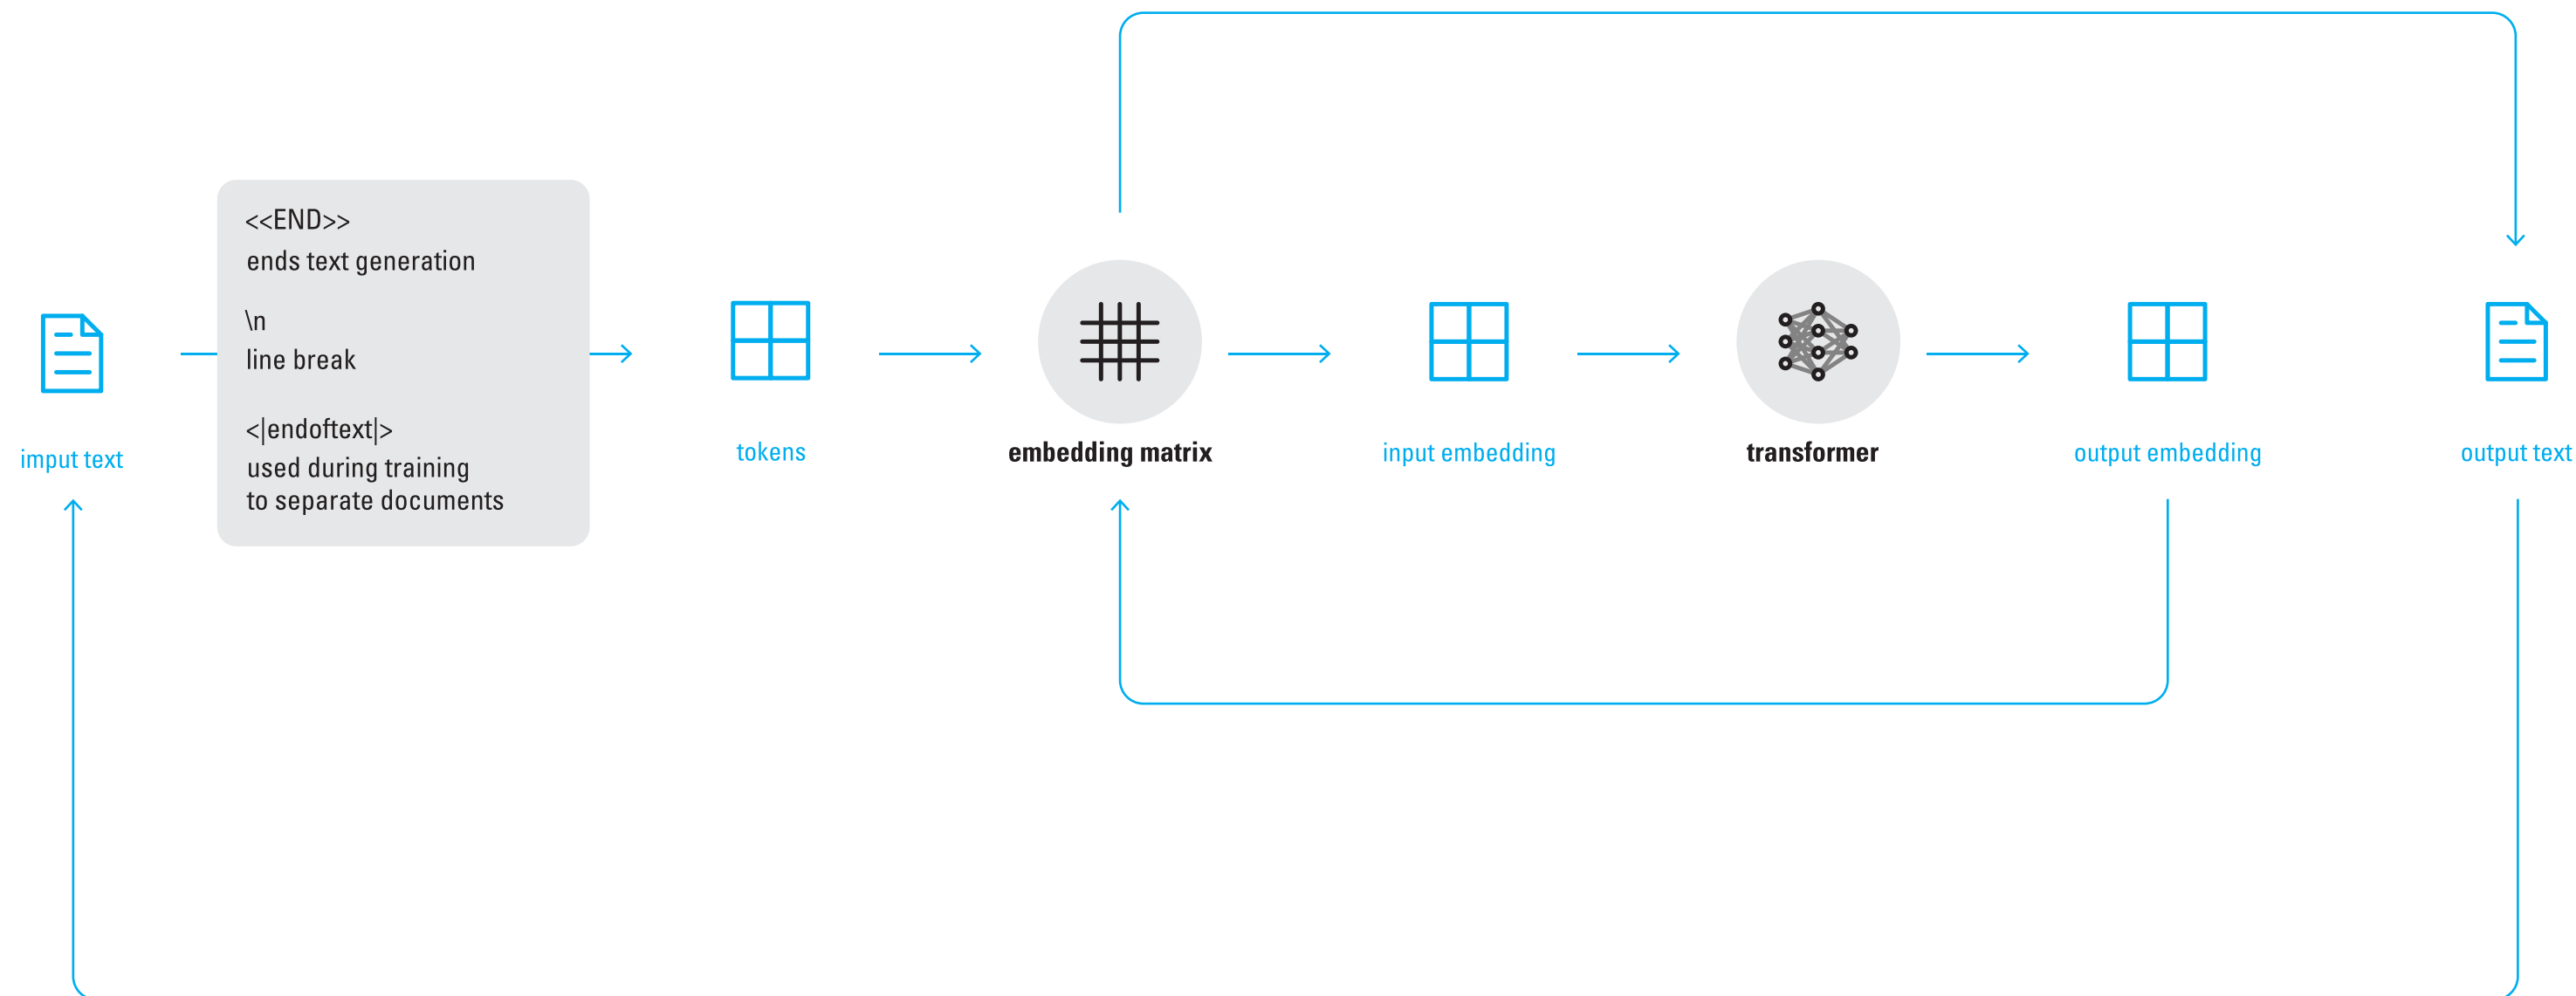 <<END>>
ends text generation
\n
line break
<|endoftext|>
used during training
to separate documents
imput text
tokens
embedding matrix
input embedding
transformer
output embedding
output text